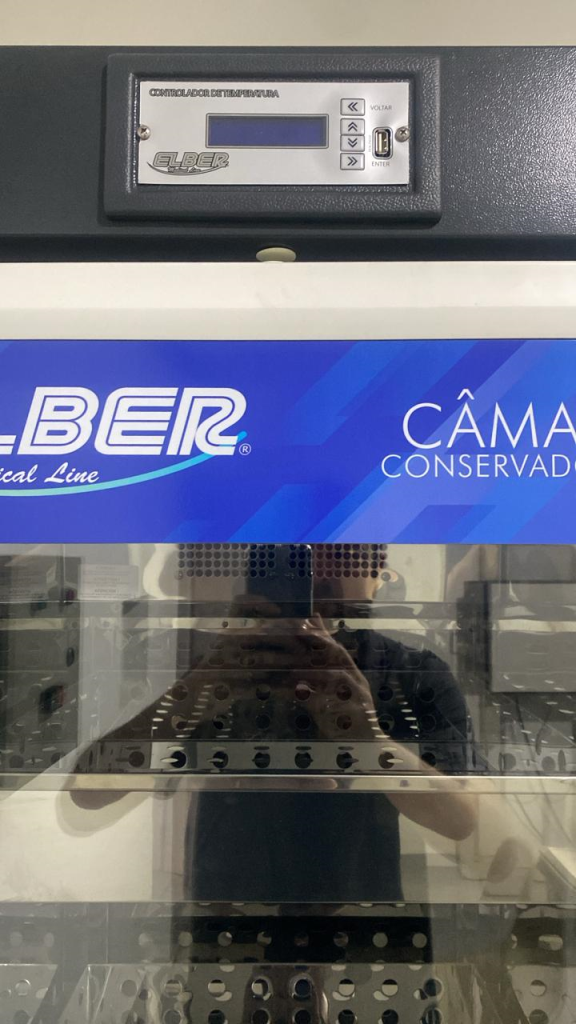 CONTROLADOR DE TEMPERATURA
VOLTAR
ELBER
ENTER
LBER®
ical Line
CÂMA
CONSERVADO